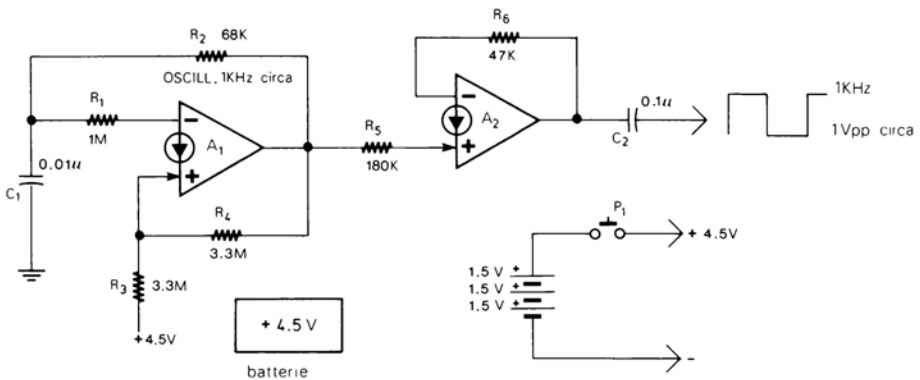 R2 68K
OSCILL. 1KHz circa
R1
1M
A1
0.01u
C1
R4
3.3M
R3 3.3M
+4.5V
R5
180K
R6
47K
A2
0.1u
C2
1KHz
1Vpp circa
P1
+ 4.5V
1.5 V +
1.5 V +
1.5 V +
-
+ 4.5 V
batterie